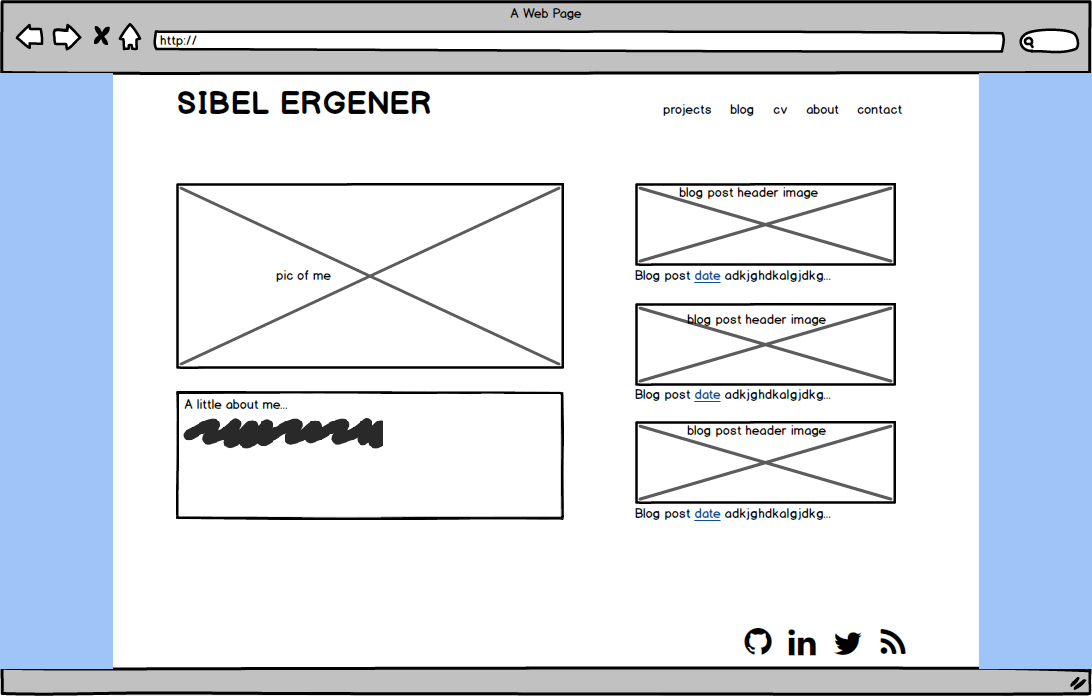 A Web Page
http://
SIBEL ERGENER
projects blog cv about contact
pic of me
A little about me...
blog post header image
Blog post date adkjghdkalgjdkg...
blog post header image
Blog post date adkjghdkalgjdkg...
blog post header image
Blog post date adkjghdkalgjdkg...
in